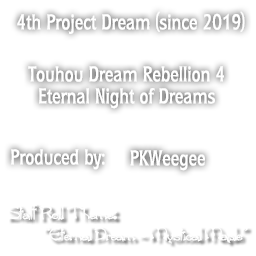 4th Project Dream (since 2019)
Touhou Dream Rebellion 4
Eternal Night of Dreams
Produced by: PKWeegee
Staff Roll Theme:
"Eternal Dream ~ Mystical Maple"